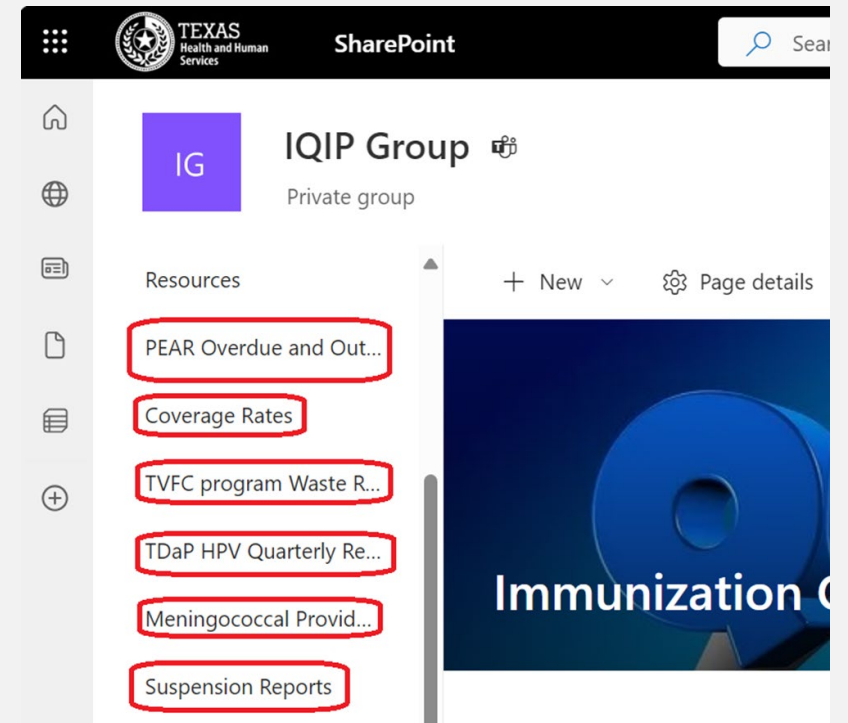 TEXAS
Health and Human
Services
SharePoint
Sear
IG
IQIP Group
Private group
Resources
+ New
Page details
PEAR Overdue and Out...
Coverage Rates
TVFC program Waste R...
TDaP HPV Quarterly Re...
Meningococcal Provid...
Suspension Reports
Immunization